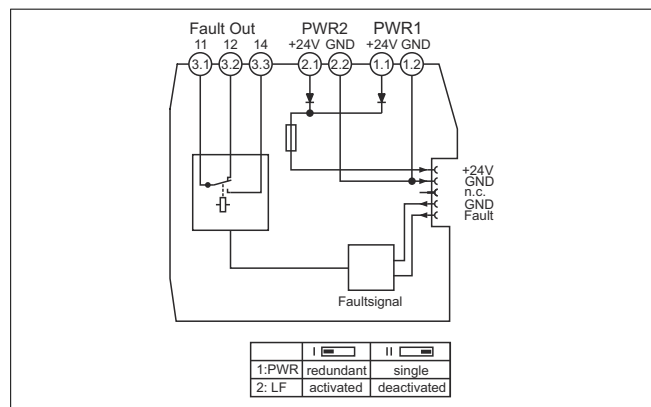 Fault Out PWR2 PWR1
11 12 14 +24V GND +24V GND
3.1 3.2 3.3 2.1 2.2 1.1 1.2
+24V
GND
n.c.
GND
Fault
Faultsignal
I II
1:PWR redundant single
2: LF activated deactivated